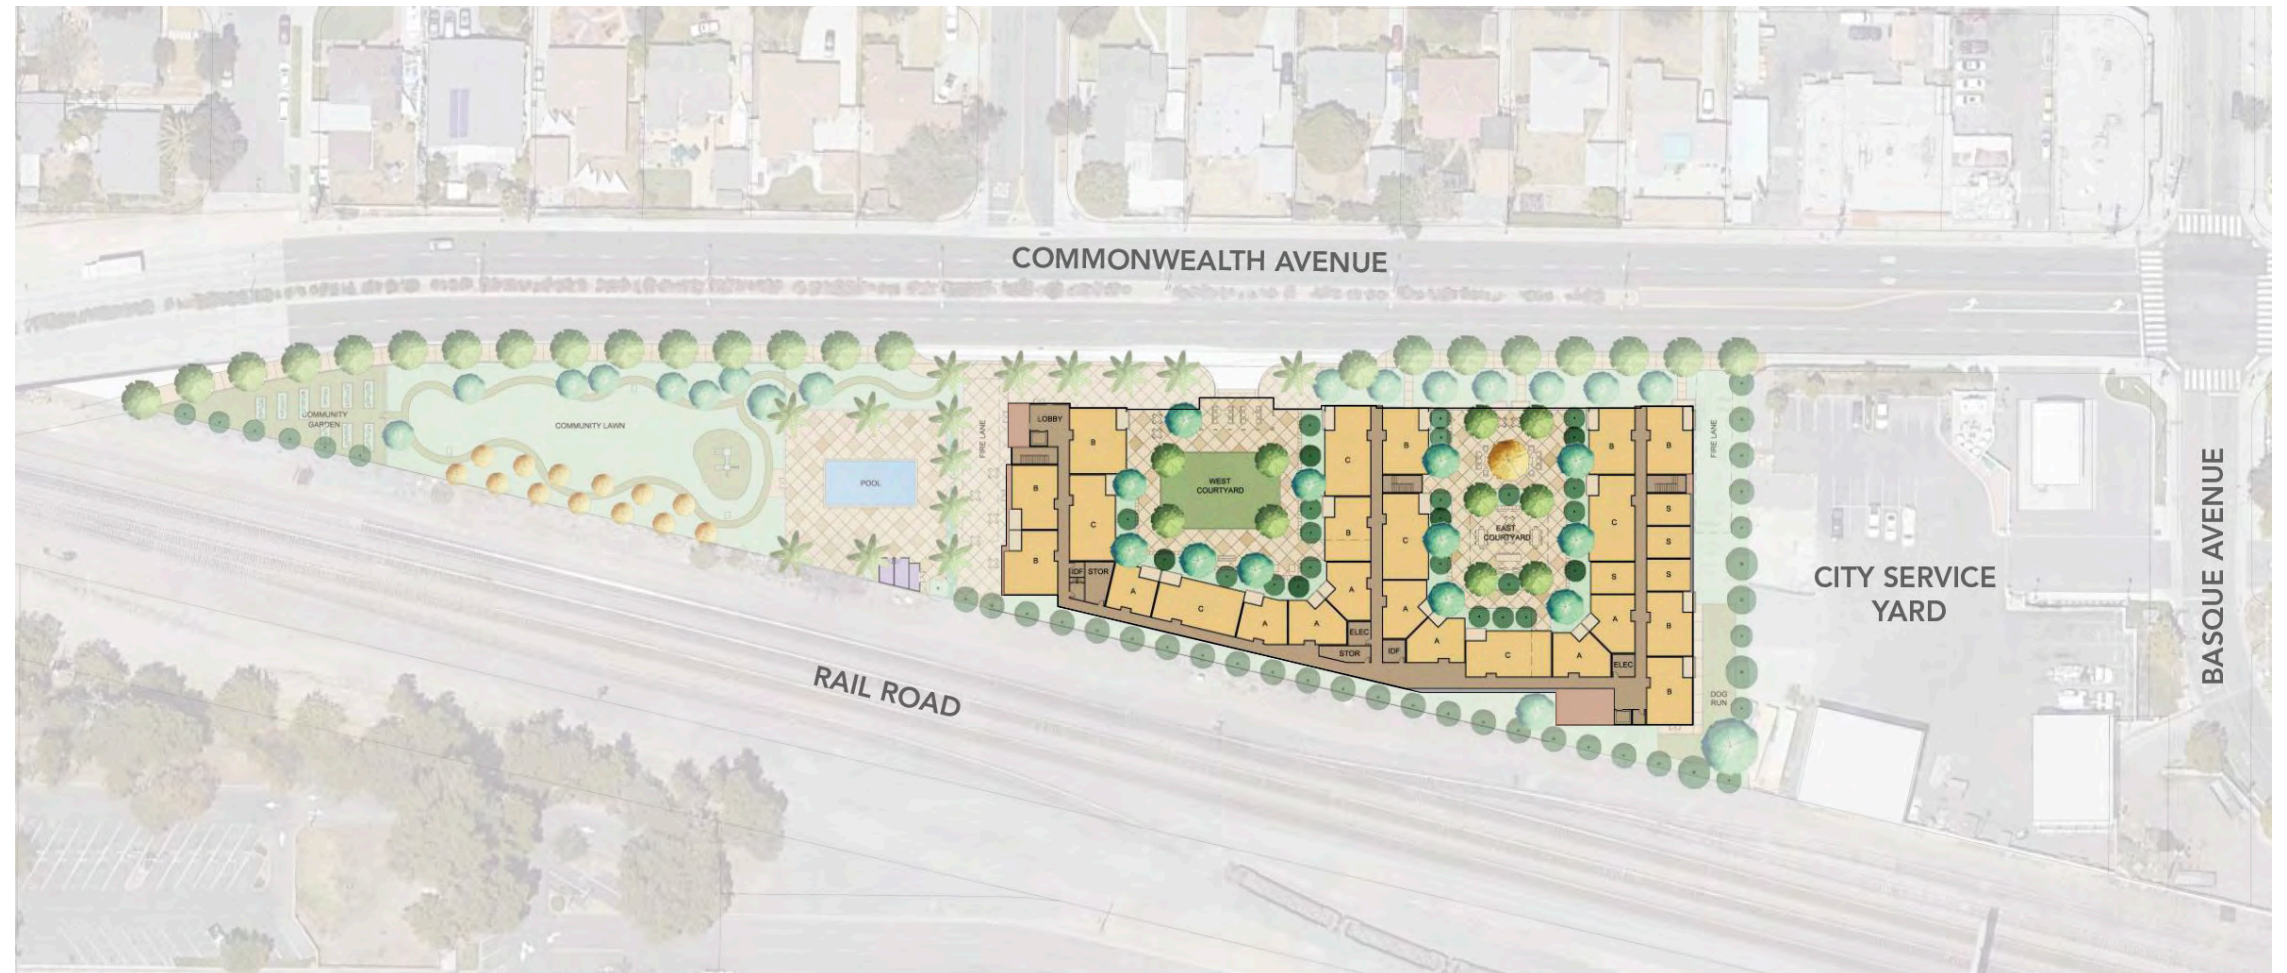 COMMONWEALTH AVENUE
COMMUNITY
GARDEN
COMMUNITY LAWN
POOL
FIRE LANE
LOBBY
B
B
B
C
IDF
STOR
A
C
A
A
A
B
C
WEST
COURTYARD
ELEC
STOR
B
C
A
IDF
A
C
A
ELEC
EAST
COURTYARD
B
C
S
A
B
S
S
S
B
B
FIRE LANE
DOG
RUN
CITY SERVICE
YARD
BASQUE AVENUE
RAIL ROAD